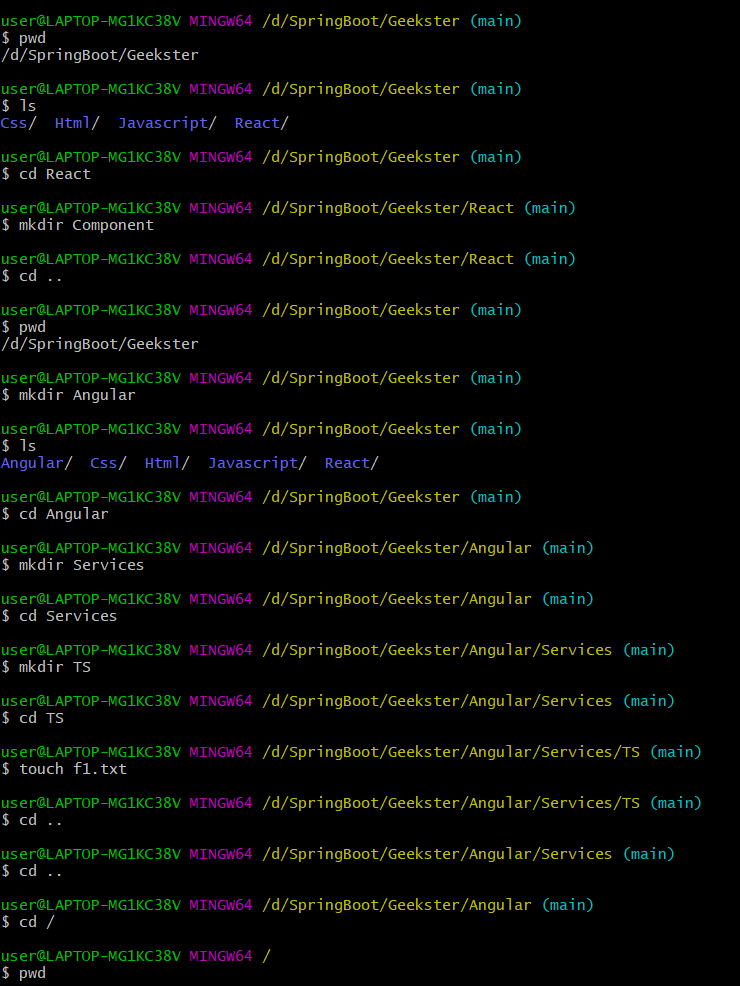 user@LAPTOP-MG1KC38V MINGW64 /d/SpringBoot/Geekster (main)
$ pwd
/d/SpringBoot/Geekster
user@LAPTOP-MG1KC38V MINGW64 /d/SpringBoot/Geekster (main)
$ ls
Css/  Html/  Javascript/  React/
user@LAPTOP-MG1KC38V MINGW64 /d/SpringBoot/Geekster (main)
$ cd React
user@LAPTOP-MG1KC38V MINGW64 /d/SpringBoot/Geekster/React (main)
$ mkdir Component
user@LAPTOP-MG1KC38V MINGW64 /d/SpringBoot/Geekster/React (main)
$ cd ..
user@LAPTOP-MG1KC38V MINGW64 /d/SpringBoot/Geekster (main)
$ pwd
/d/SpringBoot/Geekster
user@LAPTOP-MG1KC38V MINGW64 /d/SpringBoot/Geekster (main)
$ mkdir Angular
user@LAPTOP-MG1KC38V MINGW64 /d/SpringBoot/Geekster (main)
$ ls
Angular/  Css/  Html/  Javascript/  React/
user@LAPTOP-MG1KC38V MINGW64 /d/SpringBoot/Geekster (main)
$ cd Angular
user@LAPTOP-MG1KC38V MINGW64 /d/SpringBoot/Geekster/Angular (main)
$ mkdir Services
user@LAPTOP-MG1KC38V MINGW64 /d/SpringBoot/Geekster/Angular (main)
$ cd Services
user@LAPTOP-MG1KC38V MINGW64 /d/SpringBoot/Geekster/Angular/Services (main)
$ mkdir TS
user@LAPTOP-MG1KC38V MINGW64 /d/SpringBoot/Geekster/Angular/Services (main)
$ cd TS
user@LAPTOP-MG1KC38V MINGW64 /d/SpringBoot/Geekster/Angular/Services/TS (main)
$ touch f1.txt
user@LAPTOP-MG1KC38V MINGW64 /d/SpringBoot/Geekster/Angular/Services/TS (main)
$ cd ..
user@LAPTOP-MG1KC38V MINGW64 /d/SpringBoot/Geekster/Angular/Services (main)
$ cd ..
user@LAPTOP-MG1KC38V MINGW64 /d/SpringBoot/Geekster/Angular (main)
$ cd /
user@LAPTOP-MG1KC38V MINGW64 /
$ pwd